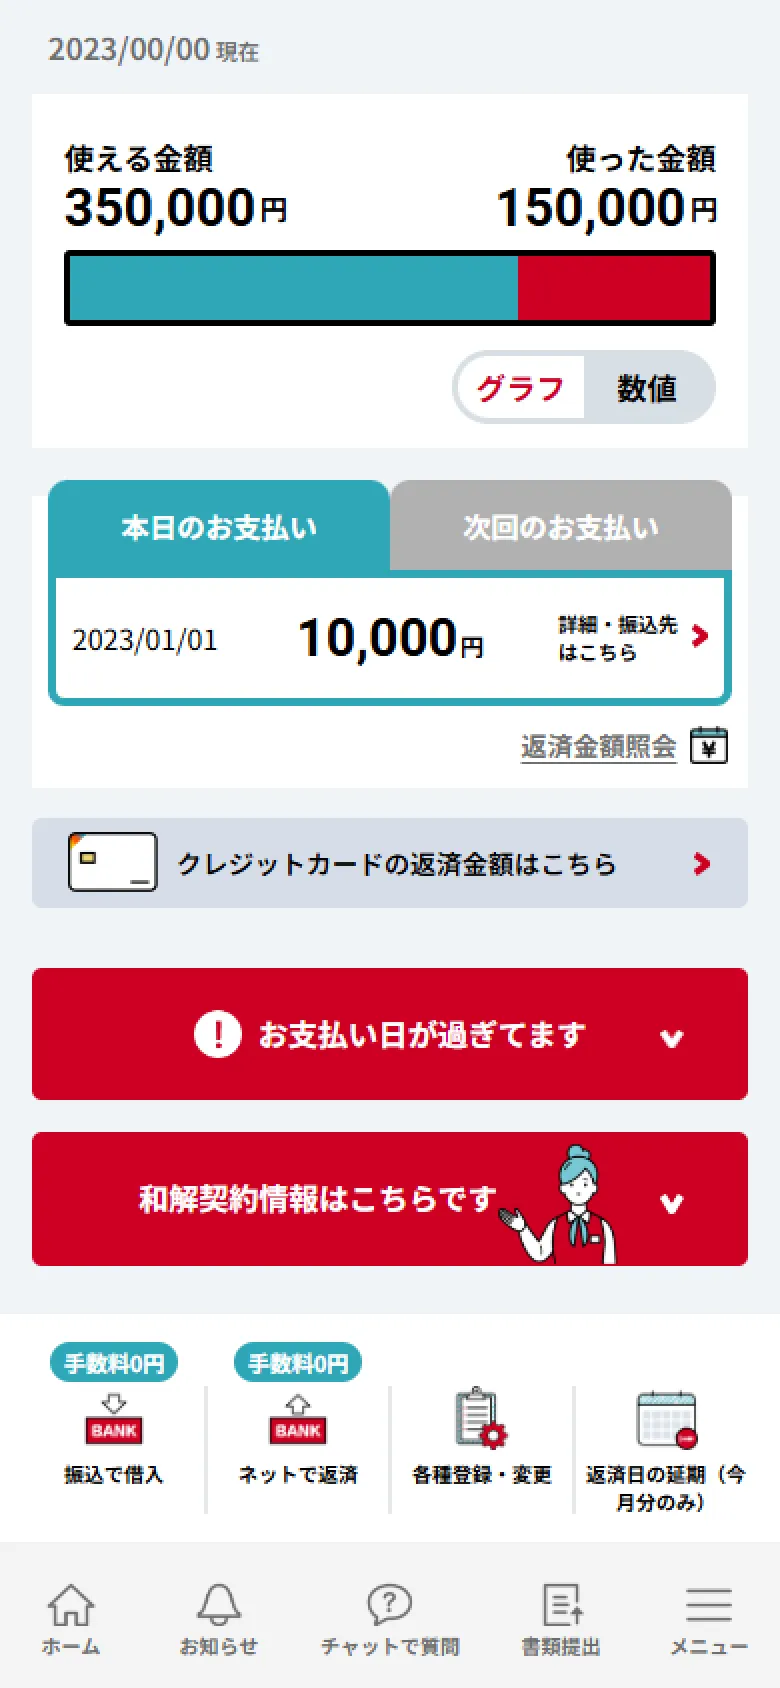 2023/00/00 現在
使える金額
350,000円
使った金額
150,000円
グラフ
数値
本日のお支払い
次回のお支払い
2023/01/01
10,000円
詳細・振込先
はこちら
返済金額照会
¥
クレジットカードの返済金額はこちら
! お支払い日が過ぎてます
和解契約情報はこちらです
手数料0円
BANK
振込で借入
手数料0円
BANK
ネットで返済
各種登録・変更
返済日の延期（今
月分のみ）
ホーム
お知らせ
?
チャットで質問
書類提出
メニュー